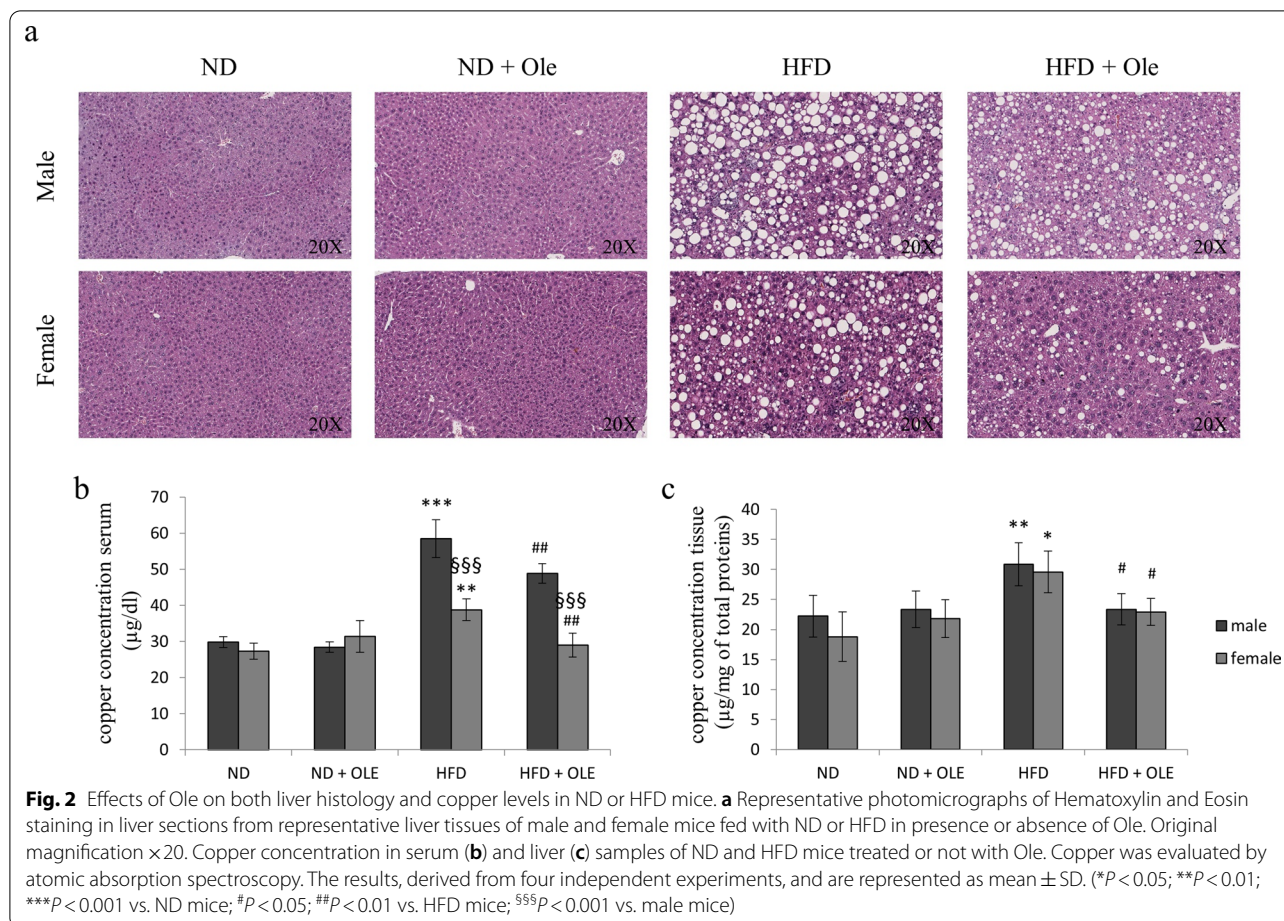 a
ND ND + Ole HFD HFD + Ole
Male
20X 20X 20X 20X
Female
20X 20X 20X 20X
b
copper concentration serum
(µg/dl)
70
60
50
40
30
20
10
0
***
§§§
**
##
§§§
##
ND ND + OLE HFD HFD + OLE
c
copper concentration tissue
(µg/mg of total proteins)
40
35
30
25
20
15
10
5
0
**
*
#
#
male
female
ND ND + OLE HFD HFD + OLE
Fig. 2 Effects of Ole on both liver histology and copper levels in ND or HFD mice. a Representative photomicrographs of Hematoxylin and Eosin
staining in liver sections from representative liver tissues of male and female mice fed with ND or HFD in presence or absence of Ole. Original
magnification × 20. Copper concentration in serum (b) and liver (c) samples of ND and HFD mice treated or not with Ole. Copper was evaluated by
atomic absorption spectroscopy. The results, derived from four independent experiments, and are represented as mean ± SD. (*P < 0.05; **P < 0.01;
***P < 0.001 vs. ND mice; #P < 0.05; ##P < 0.01 vs. HFD mice; §§§P < 0.001 vs. male mice)